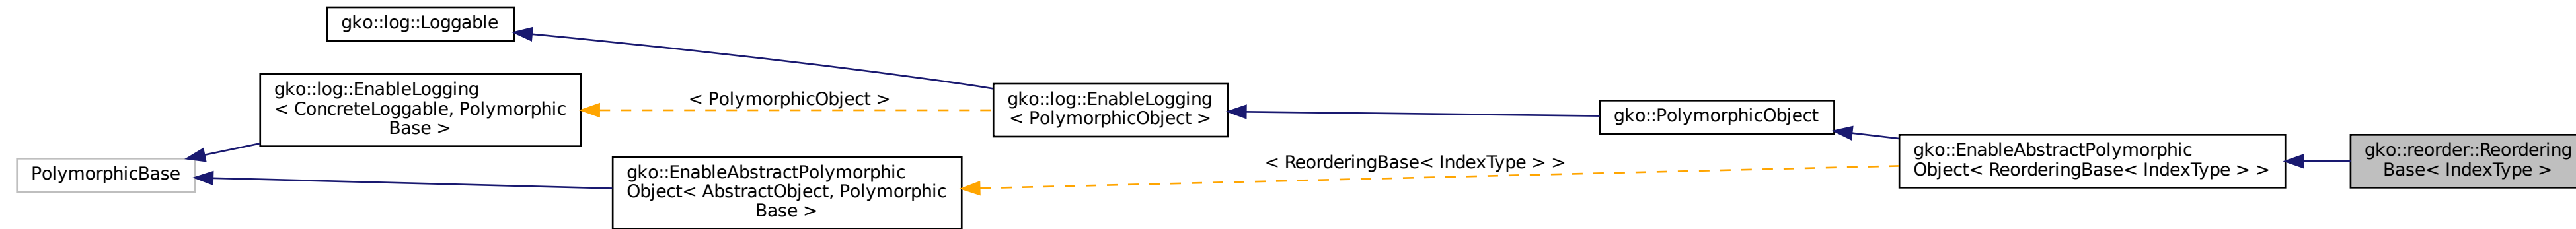 gko::log::Loggable
gko::log::EnableLogging
< ConcreteLoggable, Polymorphic
Base >
PolymorphicBase
< PolymorphicObject >
gko::log::EnableLogging
< PolymorphicObject >
gko::EnableAbstractPolymorphic
Object< AbstractObject, Polymorphic
Base >
gko::PolymorphicObject
< ReorderingBase< IndexType > >
gko::EnableAbstractPolymorphic
Object< ReorderingBase< IndexType > >
gko::reorder::Reordering
Base< IndexType >